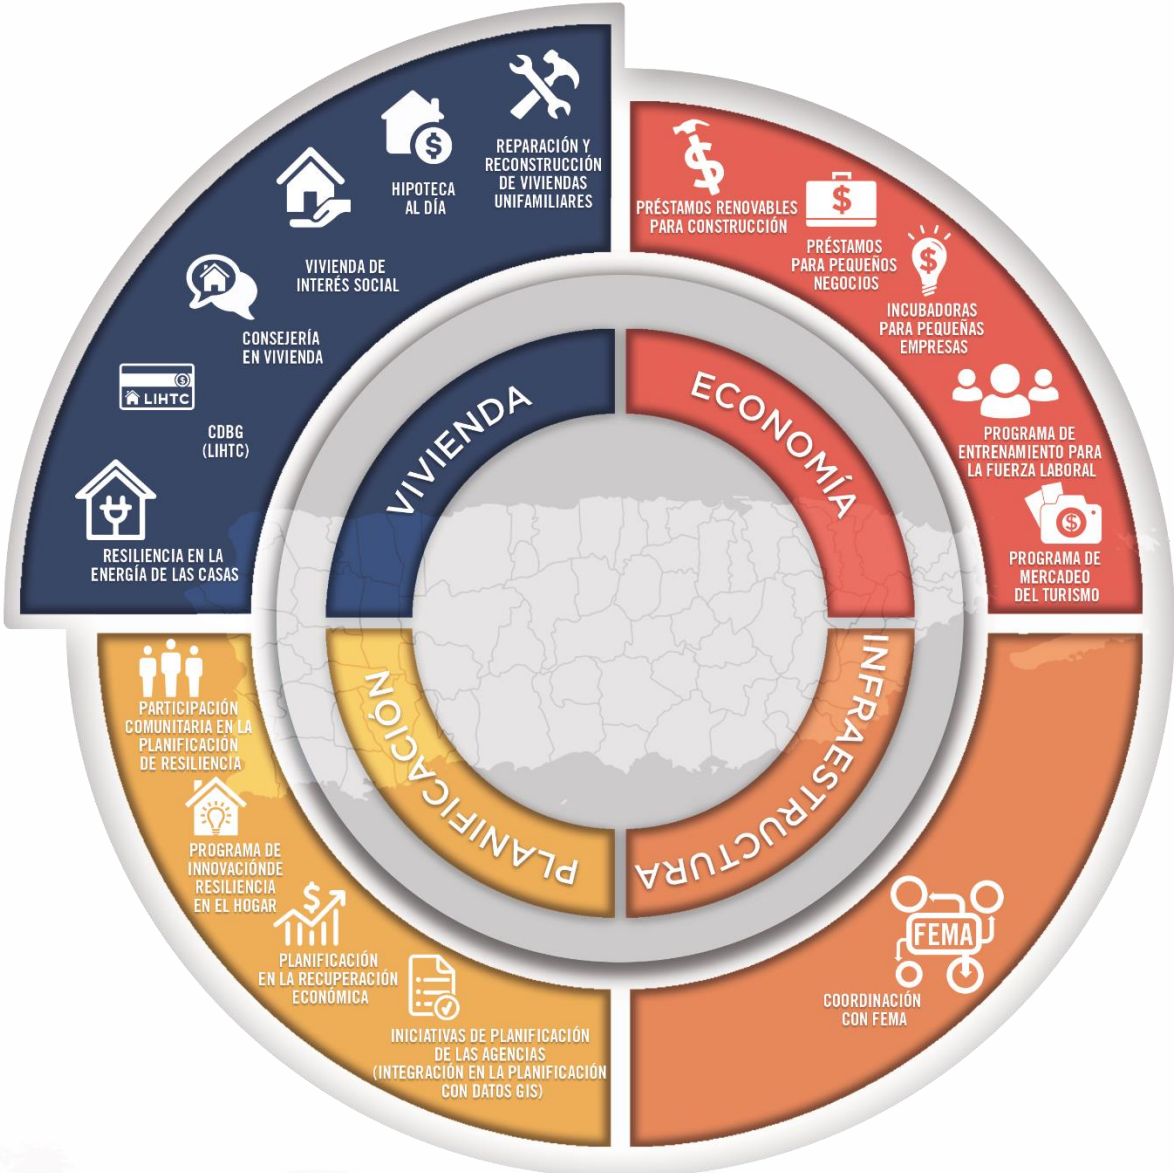 REPARACIÓN Y
RECONSTRUCCIÓN
DE VIVIENDAS
UNIFAMILIARES
HIPOTECA
AL DÍA
VIVIENDA DE
INTERÉS SOCIAL
CONSEJERÍA
EN VIVIENDA
LIHTC
CDBG
(LIHTC)
RESILIENCIA EN LA
ENERGÍA DE LAS CASAS
VIVIENDA
PRÉSTAMOS RENOVABLES
PARA CONSTRUCCIÓN
PRÉSTAMOS
PARA PEQUEÑOS
NEGOCIOS
INCUBADORAS
PARA PEQUEÑAS
EMPRESAS
PROGRAMA DE
ENTRENAMIENTO PARA
LA FUERZA LABORAL
PROGRAMA DE
MERCADEO
DEL TURISMO
ECONOMÍA
PARTICIPACIÓN
COMUNITARIA EN LA
PLANIFICACIÓN
DE RESILIENCIA
PROGRAMA DE
INNOVACIÓNDE
RESILIENCIA
EN EL HOGAR
PLANIFICACIÓN
EN LA RECUPERACIÓN
ECONÓMICA
INICIATIVAS DE PLANIFICACIÓN
DE LAS AGENCIAS
(INTEGRACIÓN EN LA PLANIFICACIÓN
CON DATOS GIS)
PLANIFICACIÓN
INFRAESTRUCTURA
FEMA
COORDINACIÓN
CON FEMA